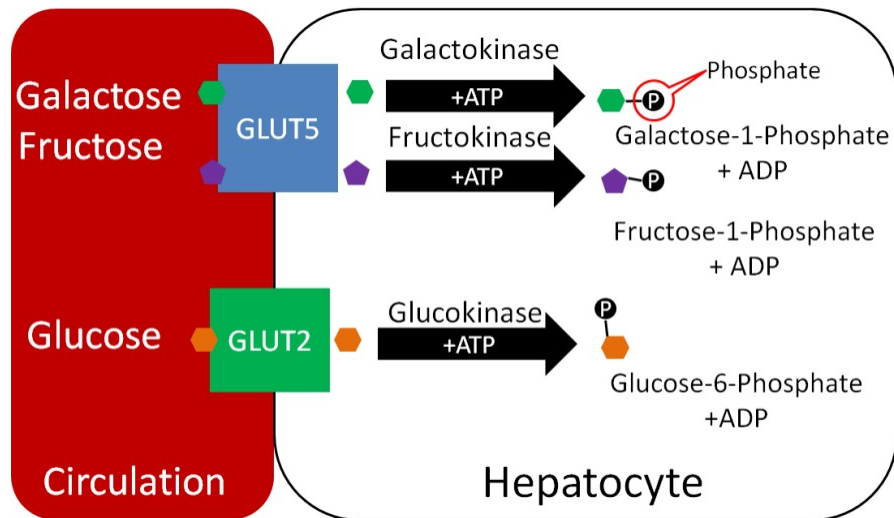 Galactokinase
+ATP
Phosphate
P
Galactose
Fructose
GLUT5
Galactose-1-Phosphate
+ ADP
Fructokinase
+ATP
P
Fructose-1-Phosphate
+ ADP
Glucose
GLUT2
Glucokinase
+ATP
P
Glucose-6-Phosphate
+ADP
Circulation
Hepatocyte